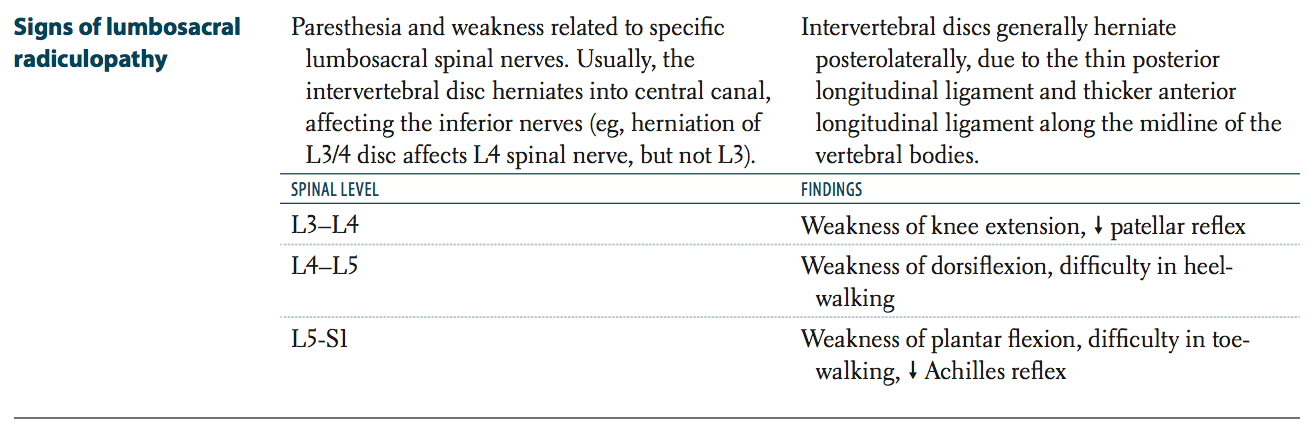 Signs of lumbosacral
radiculopathy
Paresthesia and weakness related to specific
lumbosacral spinal nerves. Usually, the
intervertebral disc herniates into central canal,
affecting the inferior nerves (eg, herniation of
L3/4 disc affects L4 spinal nerve, but not L3).
Intervertebral discs generally herniate
posterolaterally, due to the thin posterior
longitudinal ligament and thicker anterior
longitudinal ligament along the midline of the
vertebral bodies.
SPINAL LEVEL
FINDINGS
L3–L4
Weakness of knee extension, ↓ patellar reflex
L4–L5
Weakness of dorsiflexion, difficulty in heel-
walking
L5-S1
Weakness of plantar flexion, difficulty in toe-
walking, ↓ Achilles reflex